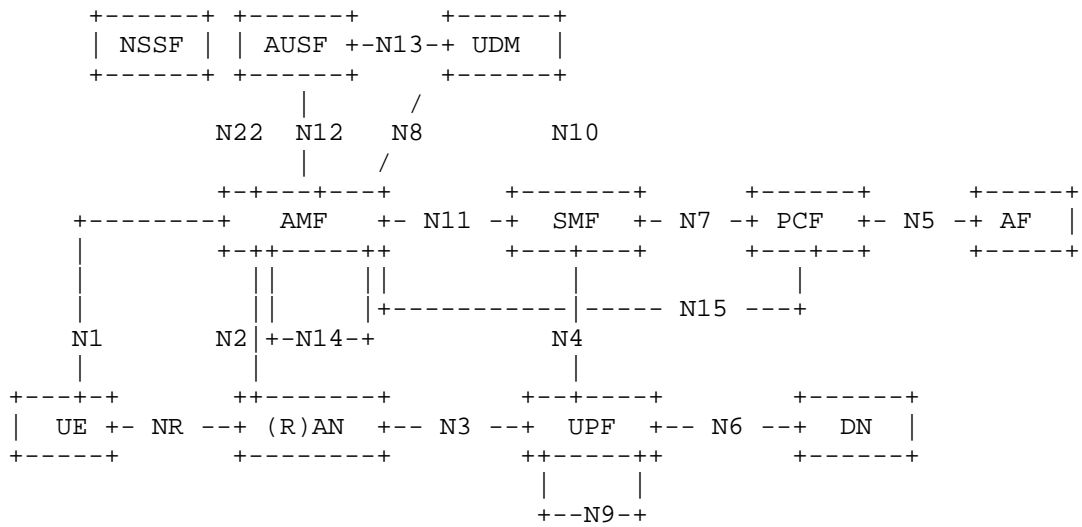 NSSF AUSF N13 UDM
N22 N12 N8 N10
AMF N11 SMF N7 PCF N5 AF
N15
N1 N2 N14 N4
UE NR (R)AN N3 UPF N6 DN
N9